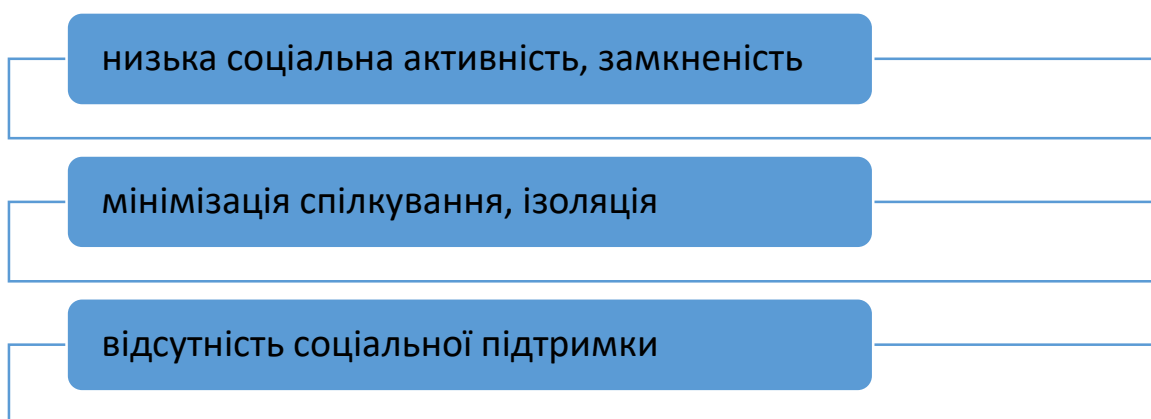 низька соціальна активність, замкненість
мінімізація спілкування, ізоляція
відсутність соціальної підтримки